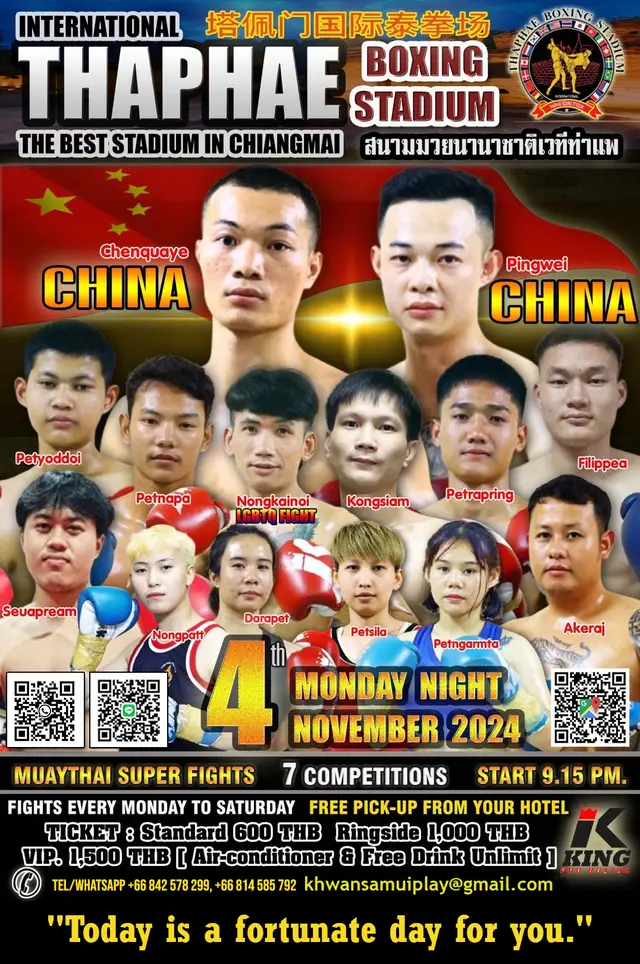 INTERNATIONAL
塔佩门国际泰拳场
THAPHAE
BOXING
STADIUM
THAPHAE BOXING STADIUM
THE BEST STADIUM IN CHIANGMAI
สนามมวยนานาชาติเวทีท่าแพ
Chenquaye
CHINA
Pingwei
CHINA
Petyoddoi
Petnapa
Nongkainoi
LGBTQ FIGHT
Kongsiam
Petrapring
Filippea
Seuapream
Nongpatt
Darapet
Petsila
Petngarmta
Akeraj
4th
MONDAY NIGHT
NOVEMBER 2024
MUAYTHAI SUPER FIGHTS 7 COMPETITIONS START 9.15 PM.
FIGHTS EVERY MONDAY TO SATURDAY FREE PICK-UP FROM YOUR HOTEL
TICKET : Standard 600 THB Ringside 1,000 THB
VIP. 1,500 THB [ Air-conditioner & Free Drink Unlimit ]
KING
TEL/WHATSAPP +66 842 578 299, +66 814 585 792 khwansamuiplay@gmail.com
"Today is a fortunate day for you."